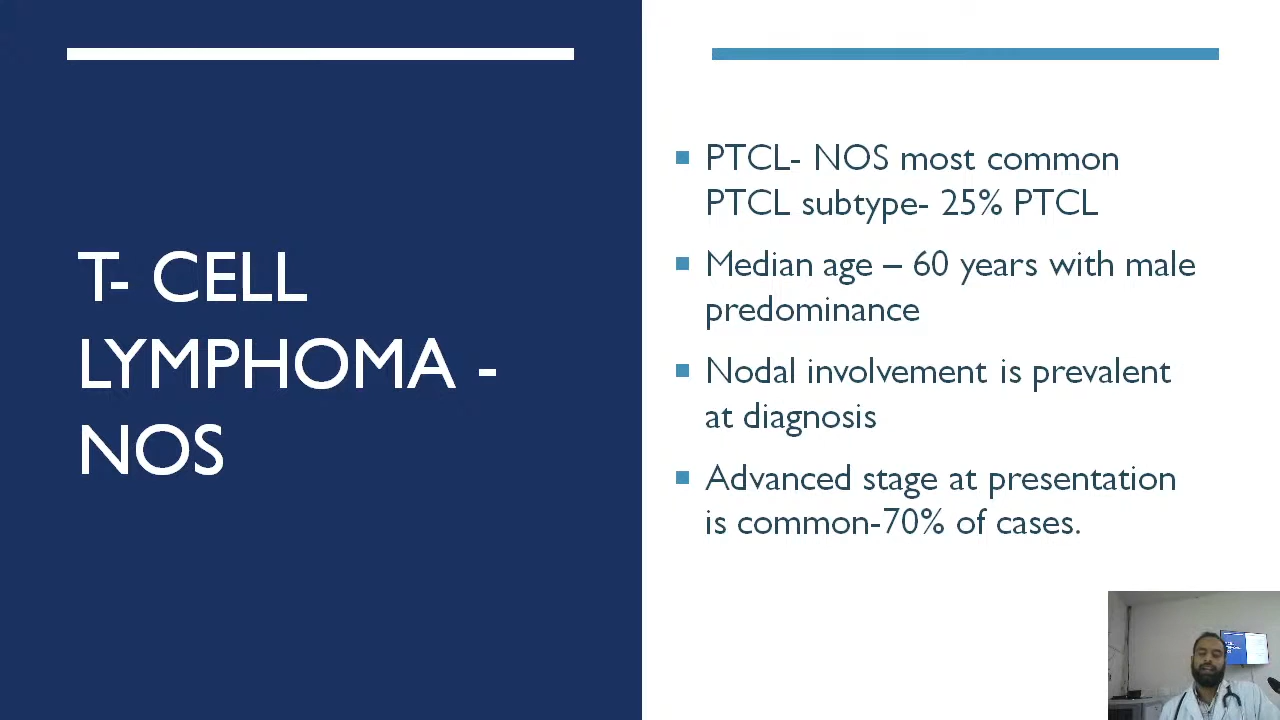 T- CELL
LYMPHOMA -
NOS
PTCL- NOS most common
PTCL subtype- 25% PTCL
Median age – 60 years with male
predominance
Nodal involvement is prevalent
at diagnosis
Advanced stage at presentation
is common-70% of cases.